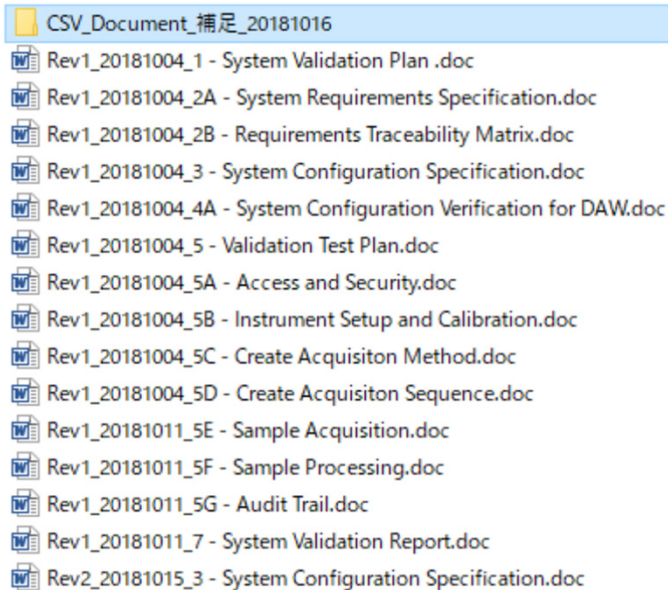 CSV_Document_補足_20181016
Rev1_20181004_1 - System Validation Plan .doc
Rev1_20181004_2A - System Requirements Specification.doc
Rev1_20181004_2B - Requirements Traceability Matrix.doc
Rev1_20181004_3 - System Configuration Specification.doc
Rev1_20181004_4A - System Configuration Verification for DAW.doc
Rev1_20181004_5 - Validation Test Plan.doc
Rev1_20181004_5A - Access and Security.doc
Rev1_20181004_5B - Instrument Setup and Calibration.doc
Rev1_20181004_5C - Create Acquisiton Method.doc
Rev1_20181004_5D - Create Acquisiton Sequence.doc
Rev1_20181011_5E - Sample Acquisition.doc
Rev1_20181011_5F - Sample Processing.doc
Rev1_20181011_5G - Audit Trail.doc
Rev1_20181011_7 - System Validation Report.doc
Rev2_20181015_3 - System Configuration Specification.doc